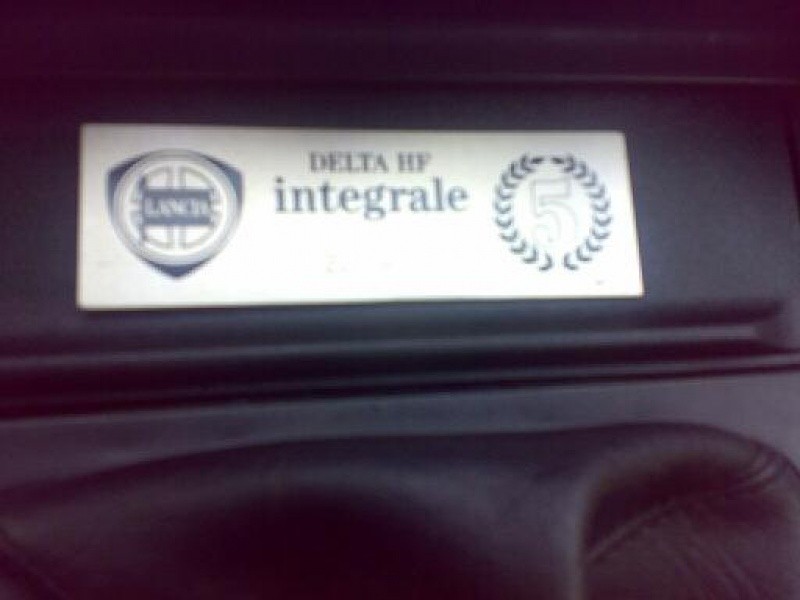 LANCIA
DELTA HF
integrale
5